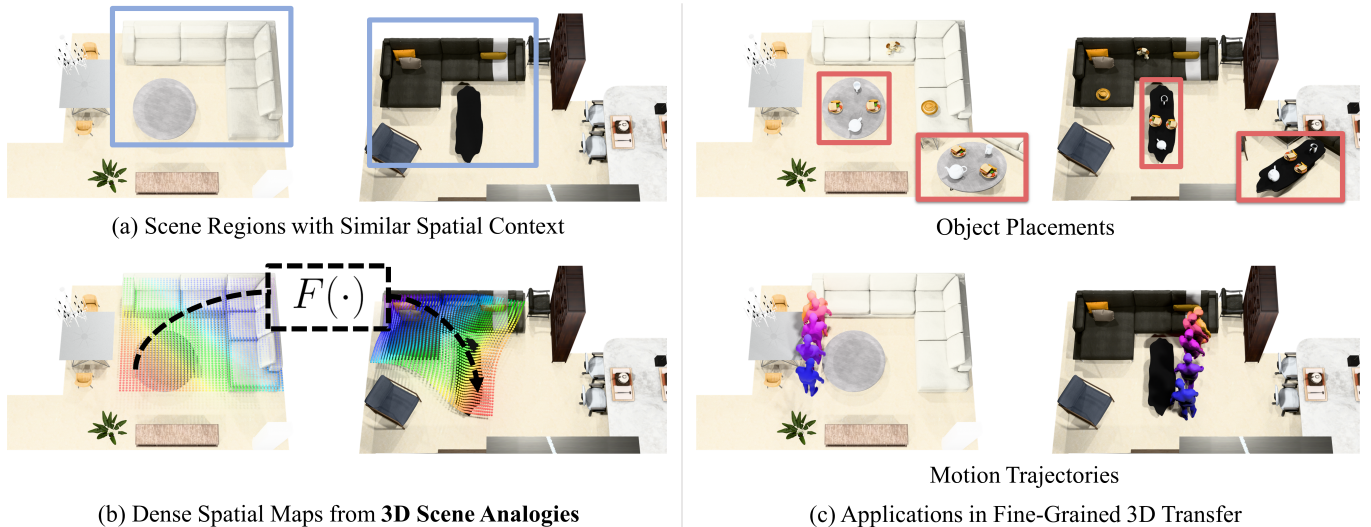 (a) Scene Regions with Similar Spatial Context
F(·)
(b) Dense Spatial Maps from 3D Scene Analogies
Object Placements
Motion Trajectories
(c) Applications in Fine-Grained 3D Transfer